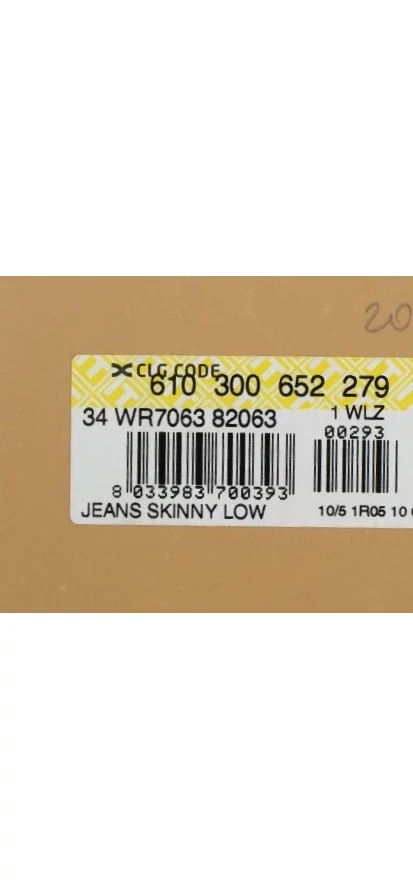 20
CLG CODE
610 300 652 279
34 WR7063 82063
1 WLZ
00293
8 033983 700393
JEANS SKINNY LOW
10/5 1R05 10